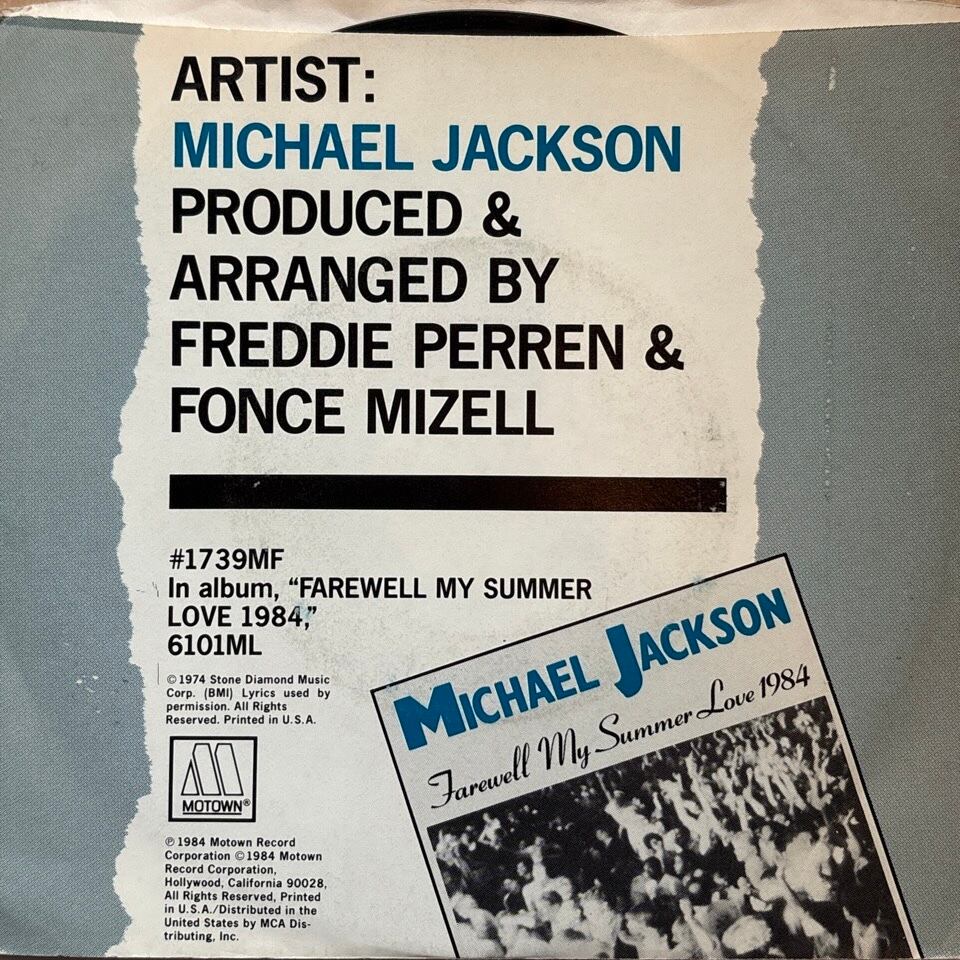 ARTIST:
MICHAEL JACKSON
PRODUCED &
ARRANGED BY
FREDDIE PERREN &
FONCE MIZELL
#1739MF
In album, “FAREWELL MY SUMMER
LOVE 1984,”
6101ML
©1974 Stone Diamond Music
Corp. (BMI) Lyrics used by
permission. All Rights
Reserved. Printed in U.S.A.
MOTOWN®
℗1984 Motown Record
Corporation ©1984 Motown
Record Corporation,
Hollywood, California 90028,
All Rights Reserved, Printed
in U.S.A./Distributed in the
United States by MCA Dis-
tributing, Inc.
MICHAEL JACKSON
Farewell My Summer Love 1984